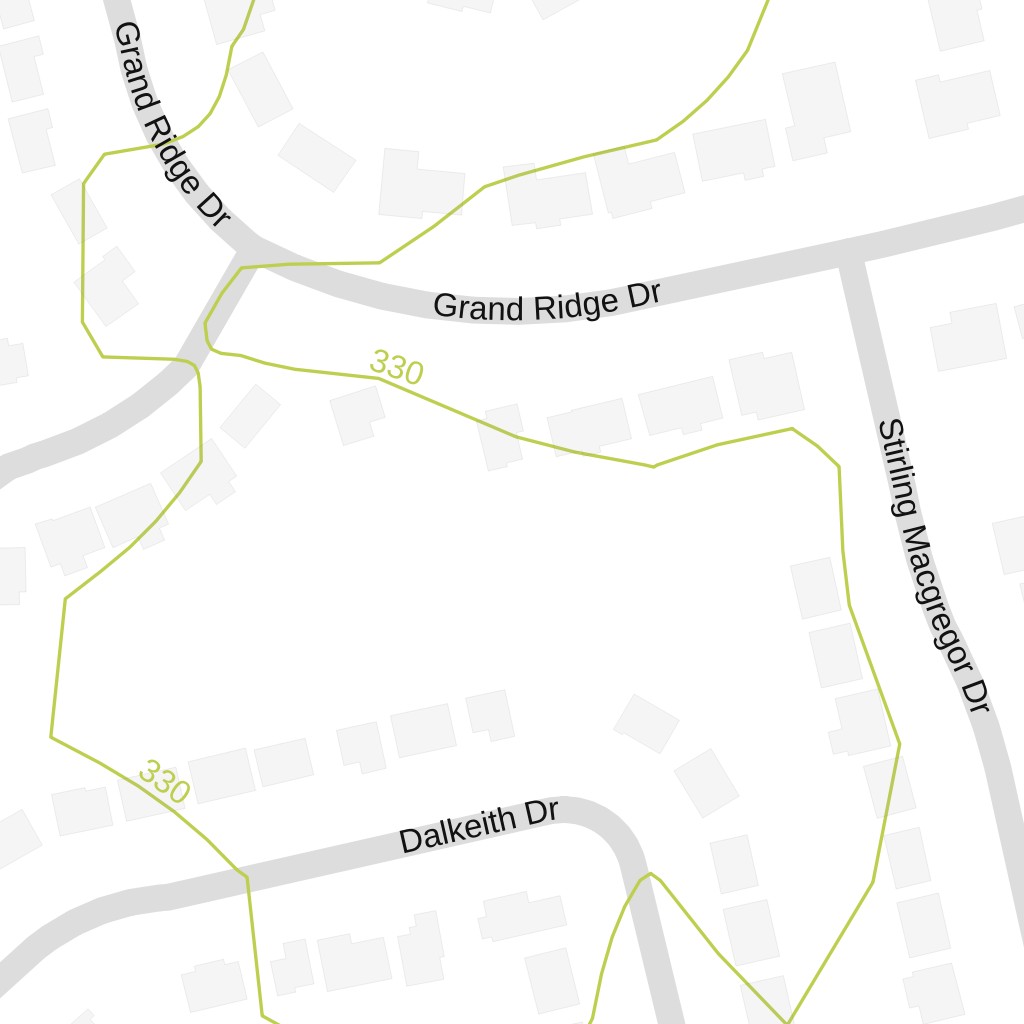 Grand Ridge Dr
Grand Ridge Dr
330
Stirling Macgregor Dr
330
Dalkeith Dr